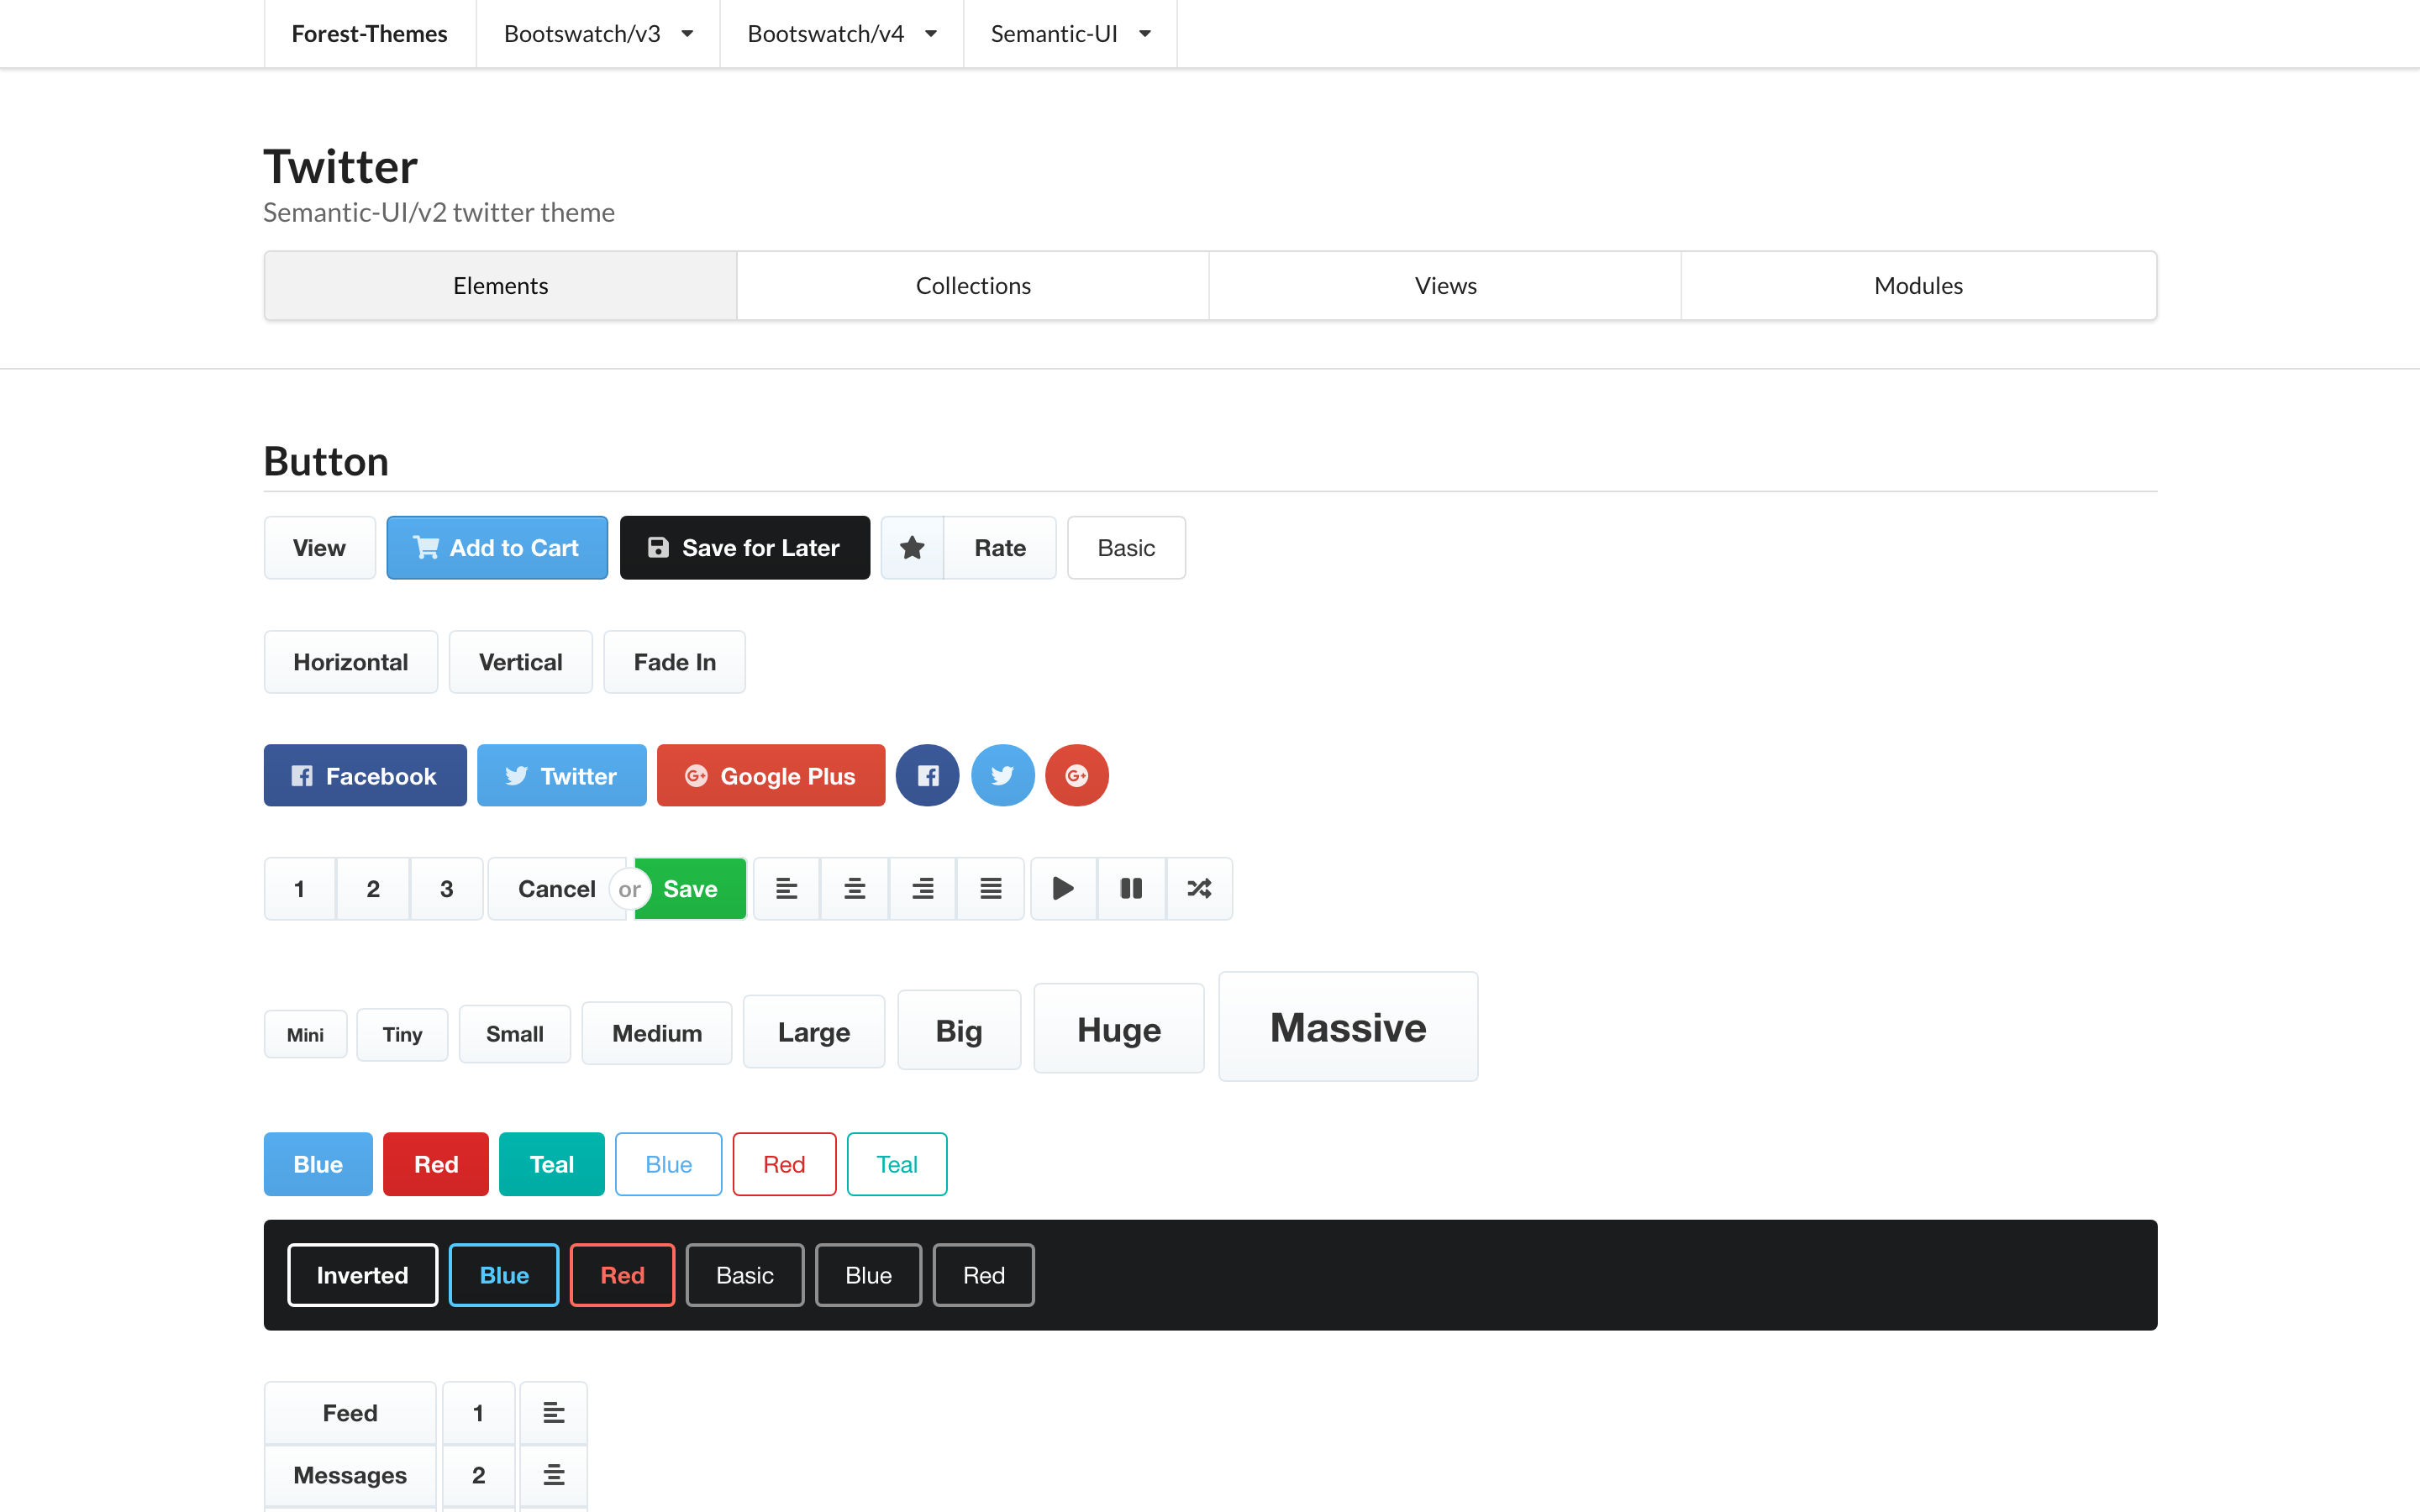 Forest-Themes Bootswatch/v3 Bootswatch/v4 Semantic-UI
Twitter
Semantic-UI/v2 twitter theme
Elements Collections Views Modules
Button
View Add to Cart Save for Later Rate Basic
Horizontal Vertical Fade In
Facebook Twitter Google Plus
1 2 3 Cancel or Save
Mini Tiny Small Medium Large Big Huge Massive
Blue Red Teal Blue Red Teal
Inverted Blue Red Basic Blue Red
Feed 1
Messages 2